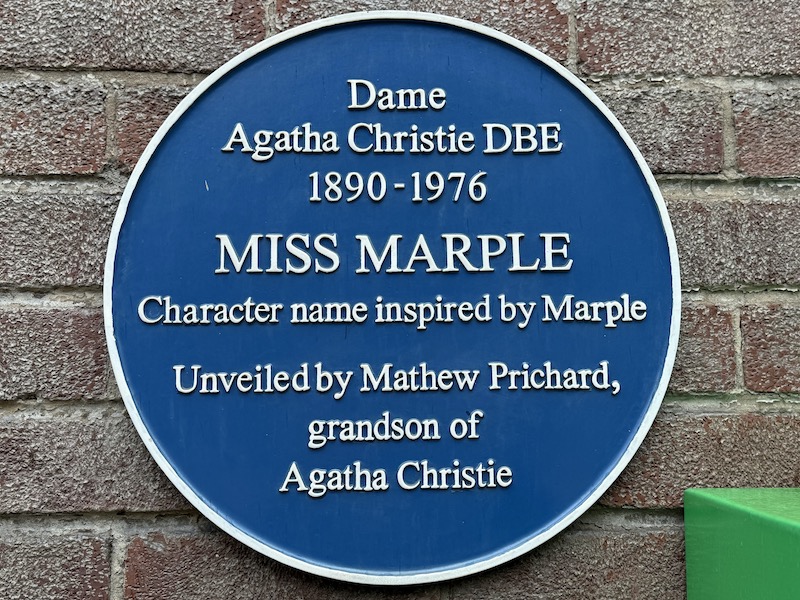 Dame
Agatha Christie DBE
1890-1976
MISS MARPLE
Character name inspired by Marple
Unveiled by Mathew Prichard,
grandson of
Agatha Christie